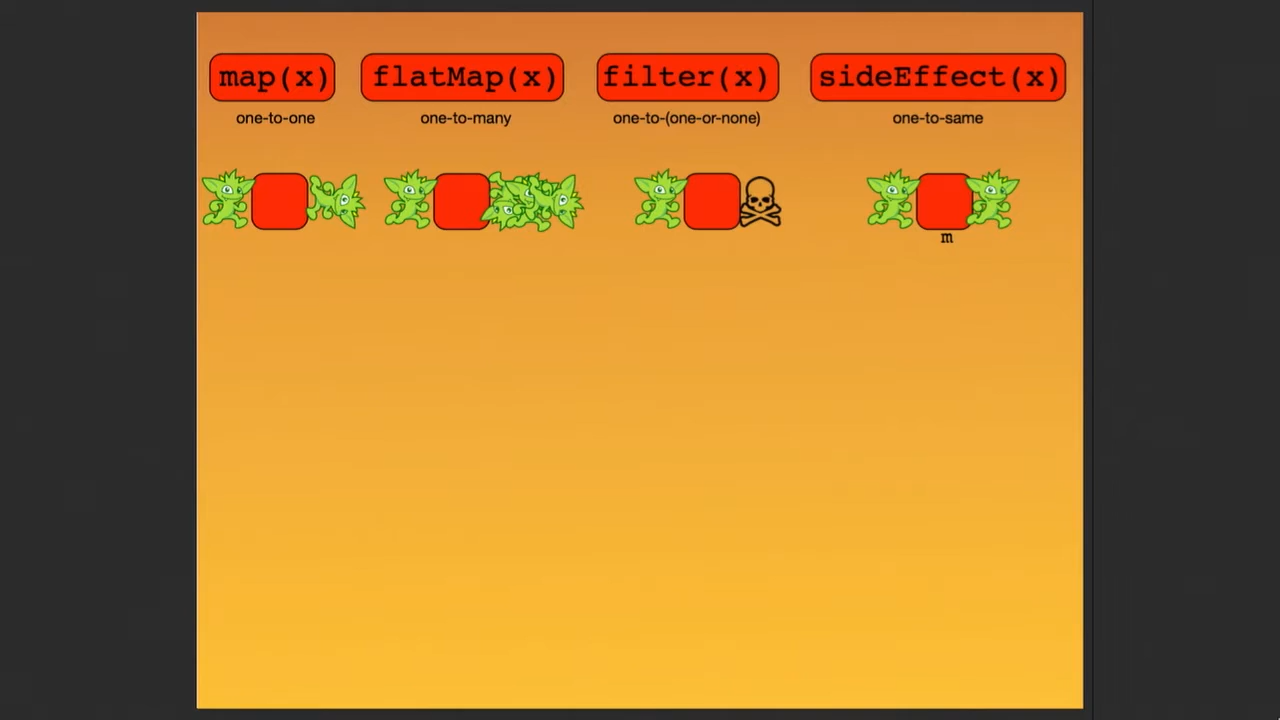 map(x) flatMap(x) filter(x) sideEffect(x)
one-to-one one-to-many one-to-(one-or-none) one-to-same
m